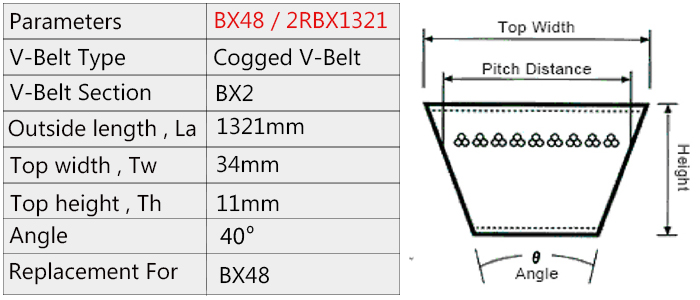 Parameters BX48 / 2RBX1321
V-Belt Type Cogged V-Belt
V-Belt Section BX2
Outside length , La 1321mm
Top width , Tw 34mm
Top height , Th 11mm
Angle 40°
Replacement For BX48
Top Width
Pitch Distance
Height
θ
Angle